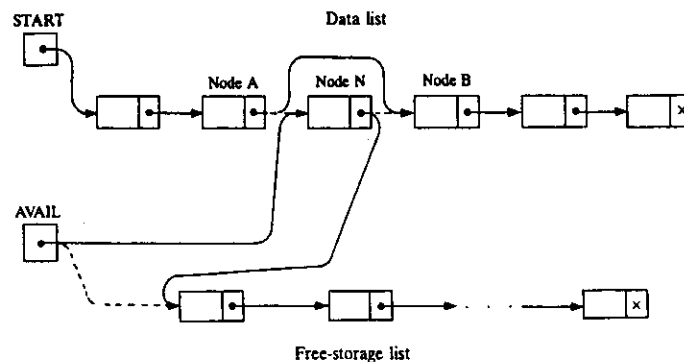 START
Data list
Node A
Node N
Node B
×
AVAIL
×
Free-storage list